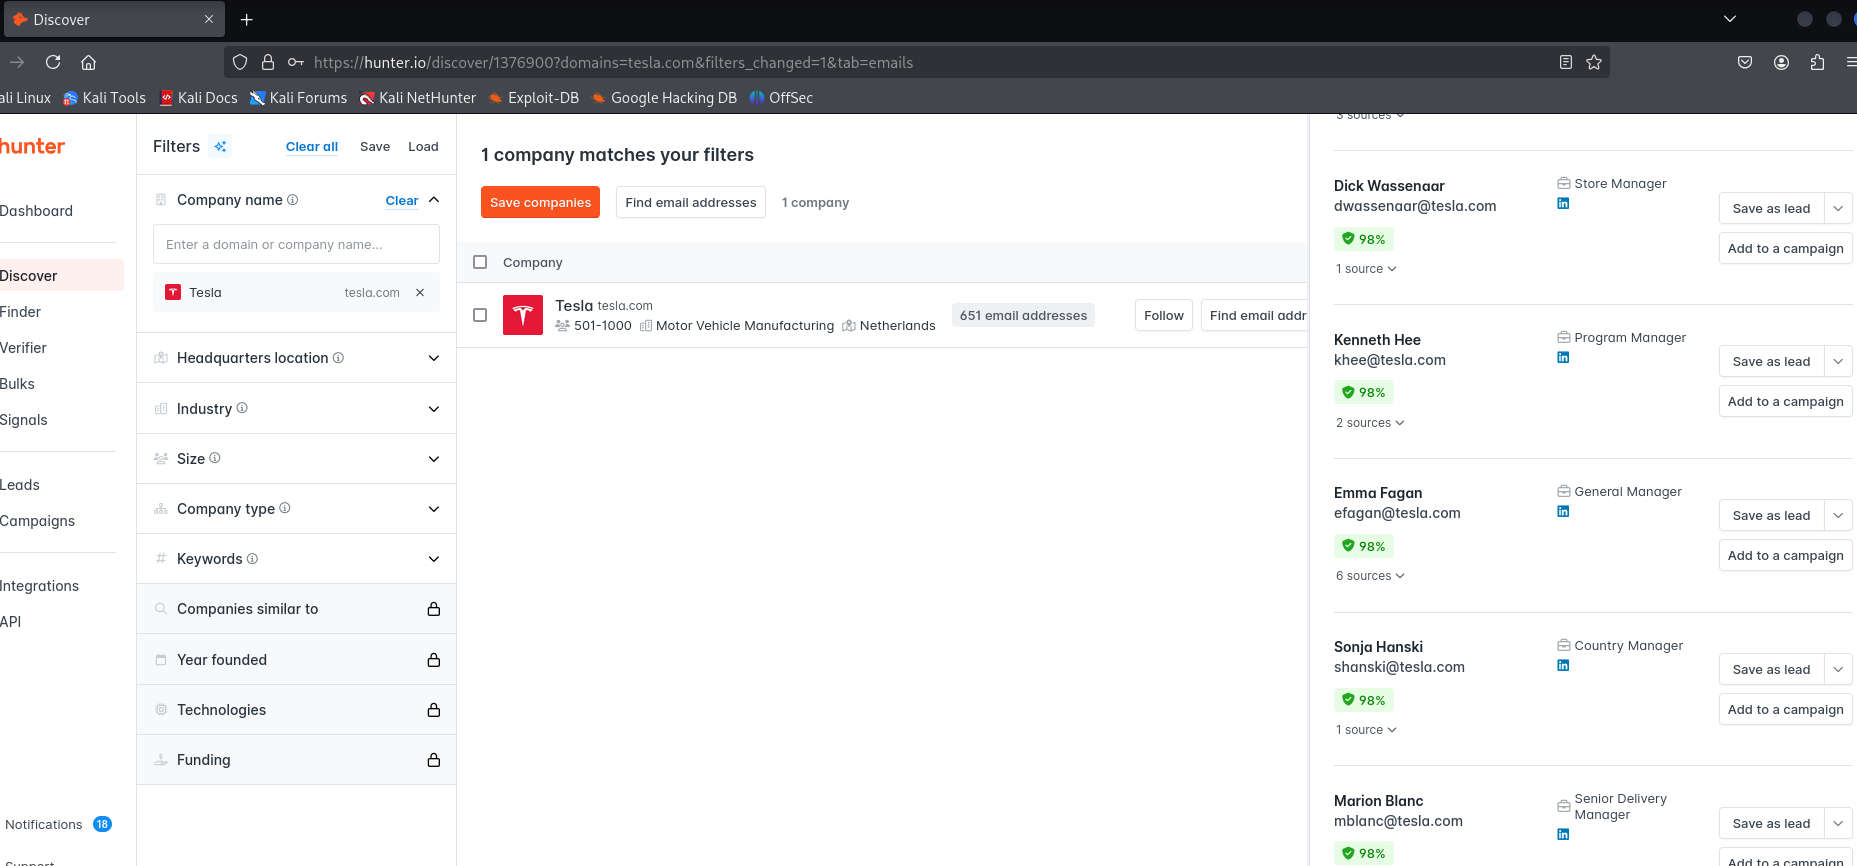 Discover
https://hunter.io/discover/1376900?domains=tesla.com&filters_changed=1&tab=emails
ali Linux Kali Tools Kali Docs Kali Forums Kali NetHunter Exploit-DB Google Hacking DB OffSec
hunter
Dashboard
Discover
Finder
Verifier
Bulks
Signals
Leads
Campaigns
Integrations
API
Notifications 18
Support
Filters Clear all Save Load
Company name Clear
Enter a domain or company name...
Tesla tesla.com
Headquarters location
Industry
Size
Company type
Keywords
Companies similar to
Year founded
Technologies
Funding
1 company matches your filters
Save companies Find email addresses 1 company
Company
Tesla tesla.com
501-1000 Motor Vehicle Manufacturing Netherlands
651 email addresses Follow Find email addr
3 sources
Dick Wassenaar Store Manager
dwassenaar@tesla.com
98%
1 source
Save as lead
Add to a campaign
Kenneth Hee Program Manager
khee@tesla.com
98%
2 sources
Save as lead
Add to a campaign
Emma Fagan General Manager
efagan@tesla.com
98%
6 sources
Save as lead
Add to a campaign
Sonja Hanski Country Manager
shanski@tesla.com
98%
1 source
Save as lead
Add to a campaign
Marion Blanc Senior Delivery
Manager
mblanc@tesla.com
98%
Save as lead
Add to a campaign